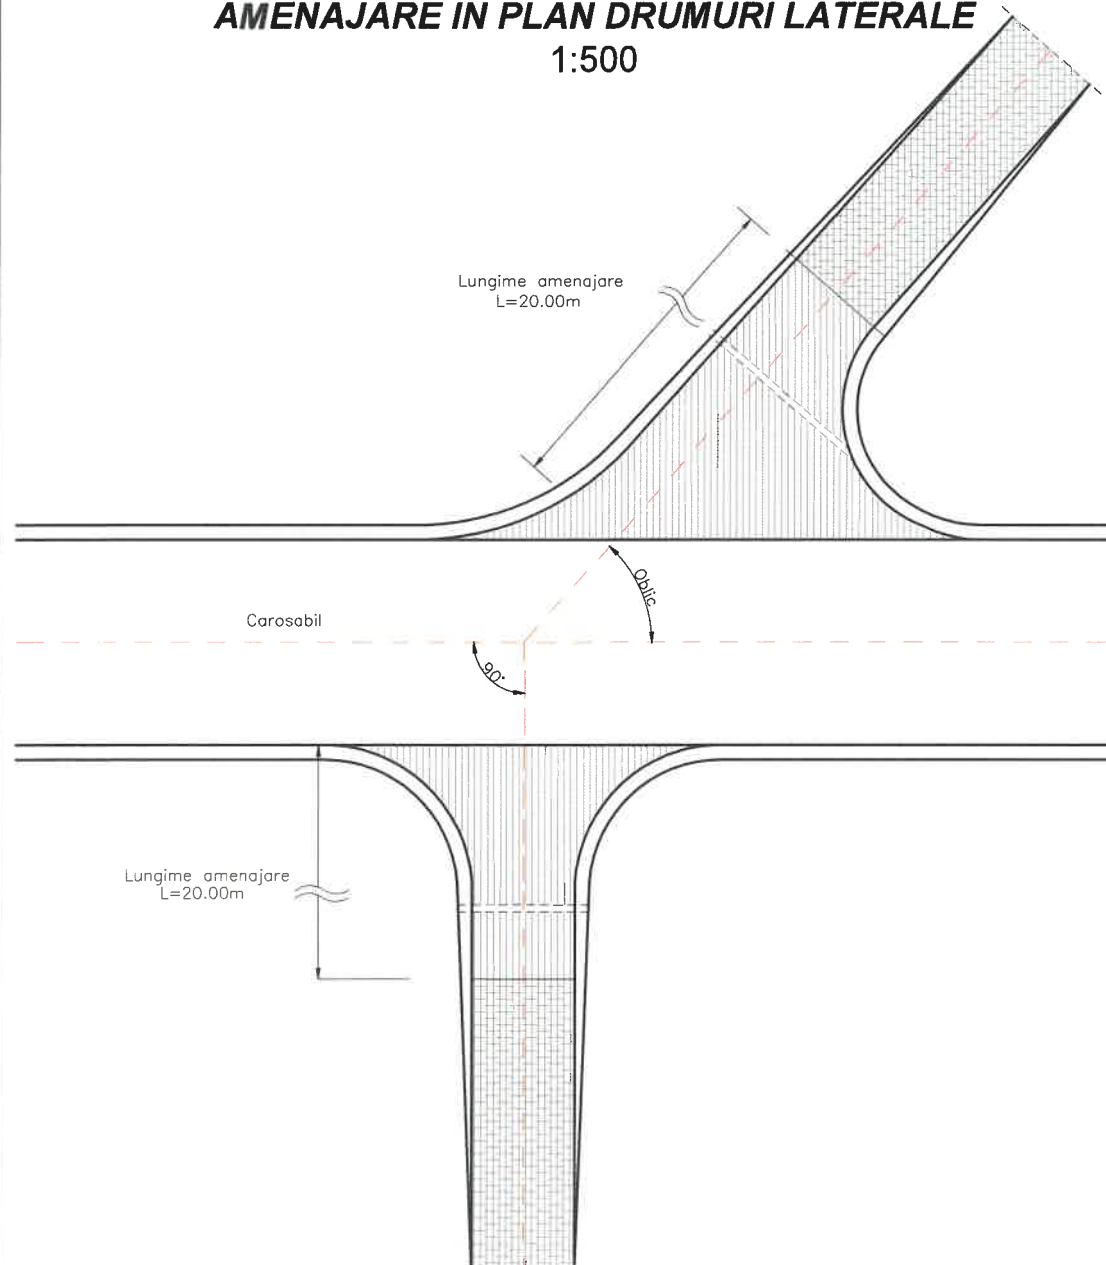 AMENAJARE IN PLAN DRUMURI LATERALE
1:500
Lungime amenajare
L=20.00m
Oblic
Carosabil
90°
Lungime amenajare
L=20.00m